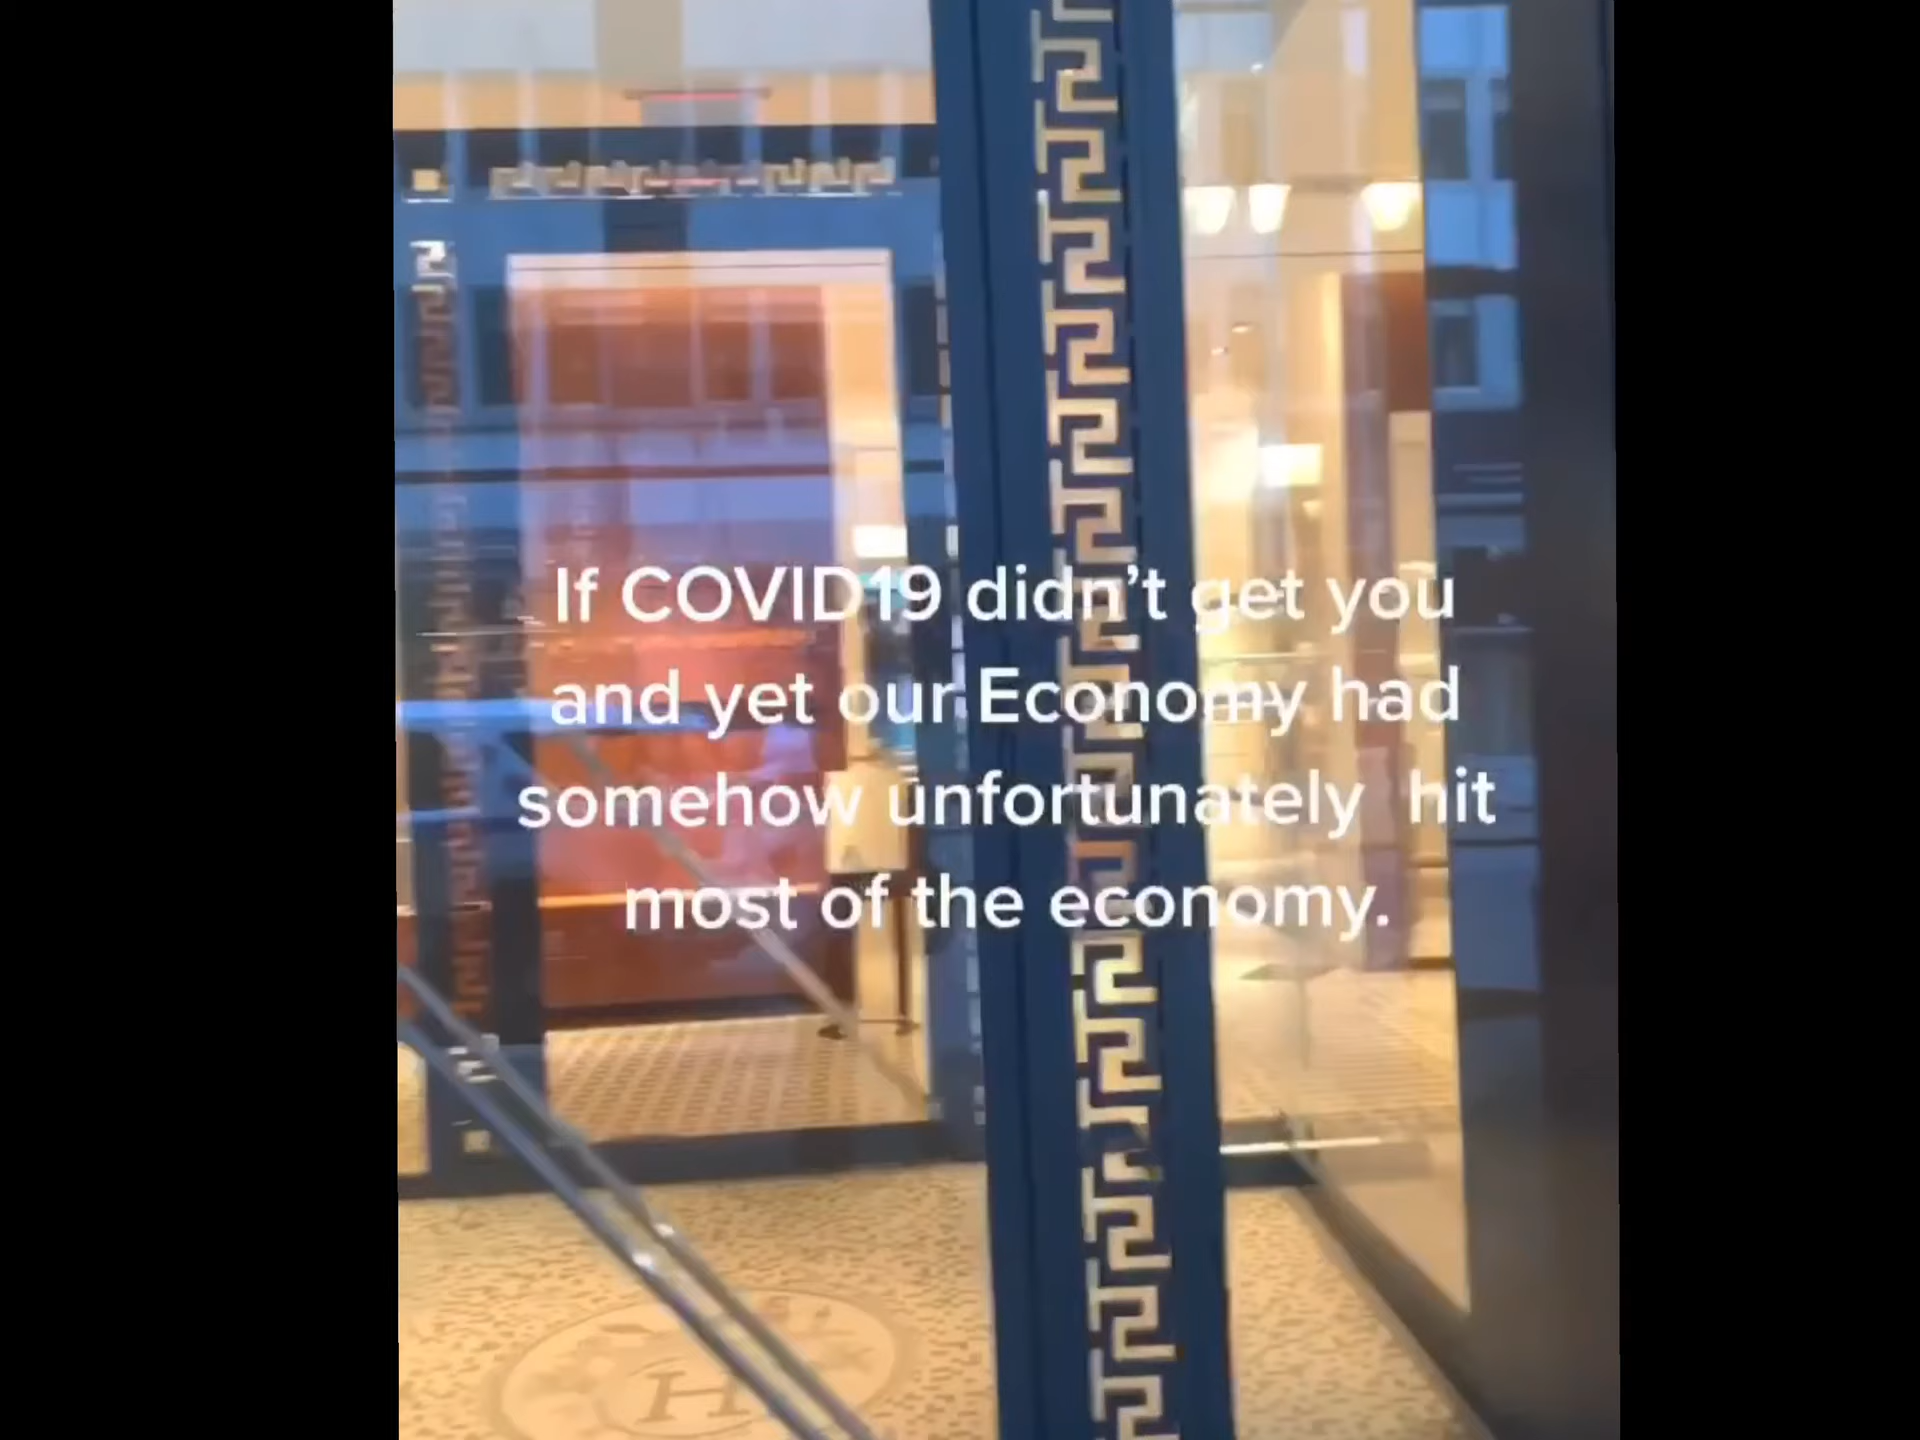 If COVID19 didn't get you
and yet our Economy had
somehow unfortunately  hit
most of the economy.
H